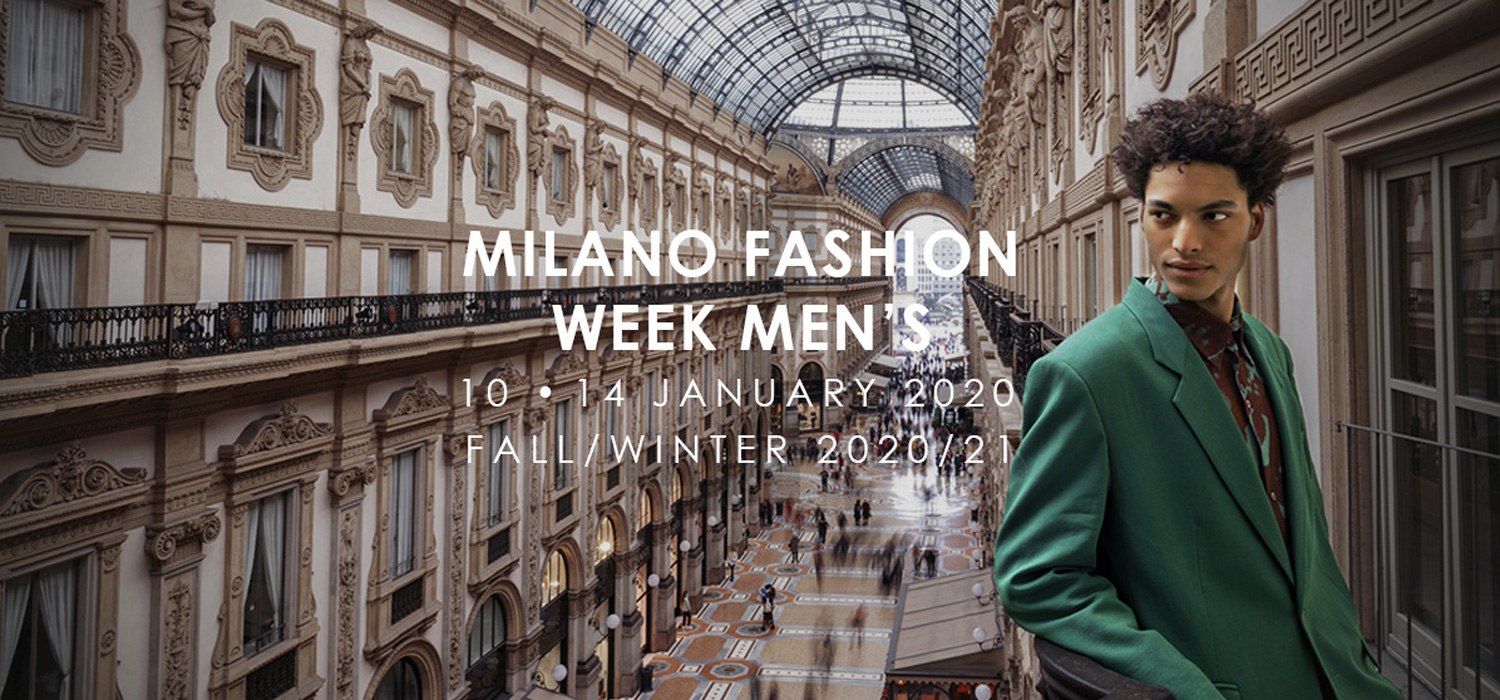 MILANO FASHION
WEEK MEN'S
10 • 14 JANUARY 2020
FALL/WINTER 2020/21